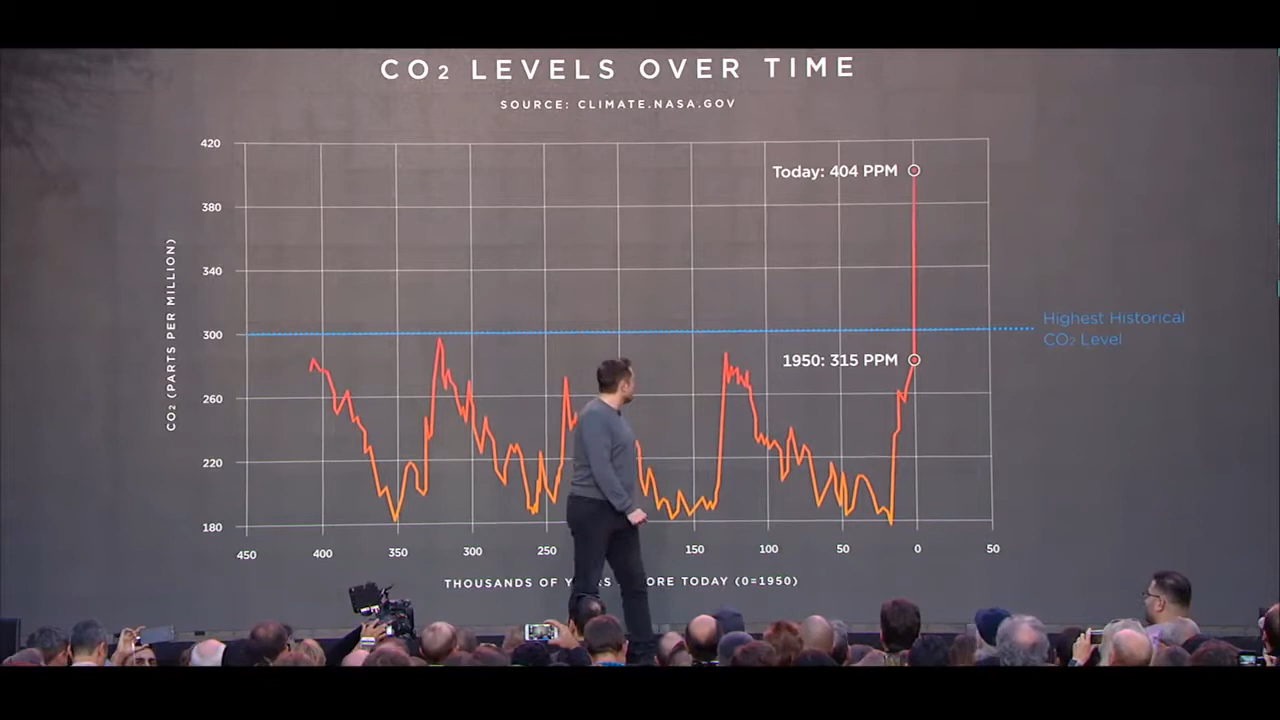 CO2 LEVELS OVER TIME
SOURCE: CLIMATE.NASA.GOV
420
Today: 404 PPM
380
340
Highest Historical
CO2 Level
300
1950: 315 PPM
260
220
180
CO2 (PARTS PER MILLION)
450 400 350 300 250 150 100 50 0 50
THOUSANDS OF TODAY (0=1950)